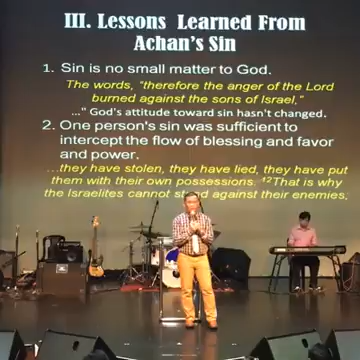 III. Lessons Learned From
Achan's Sin
1. Sin is no small matter to God.
The words, "therefore the anger of the Lord
burned against the sons of Israel."
..." God's attitude toward sin hasn't changed.
2. One person's sin was sufficient to
intercept the flow of blessing and favor
and power.
...they have stolen, they have lied, they have put
them with their own possessions. 12That is why
the Israelites cannot stand against their enemies;